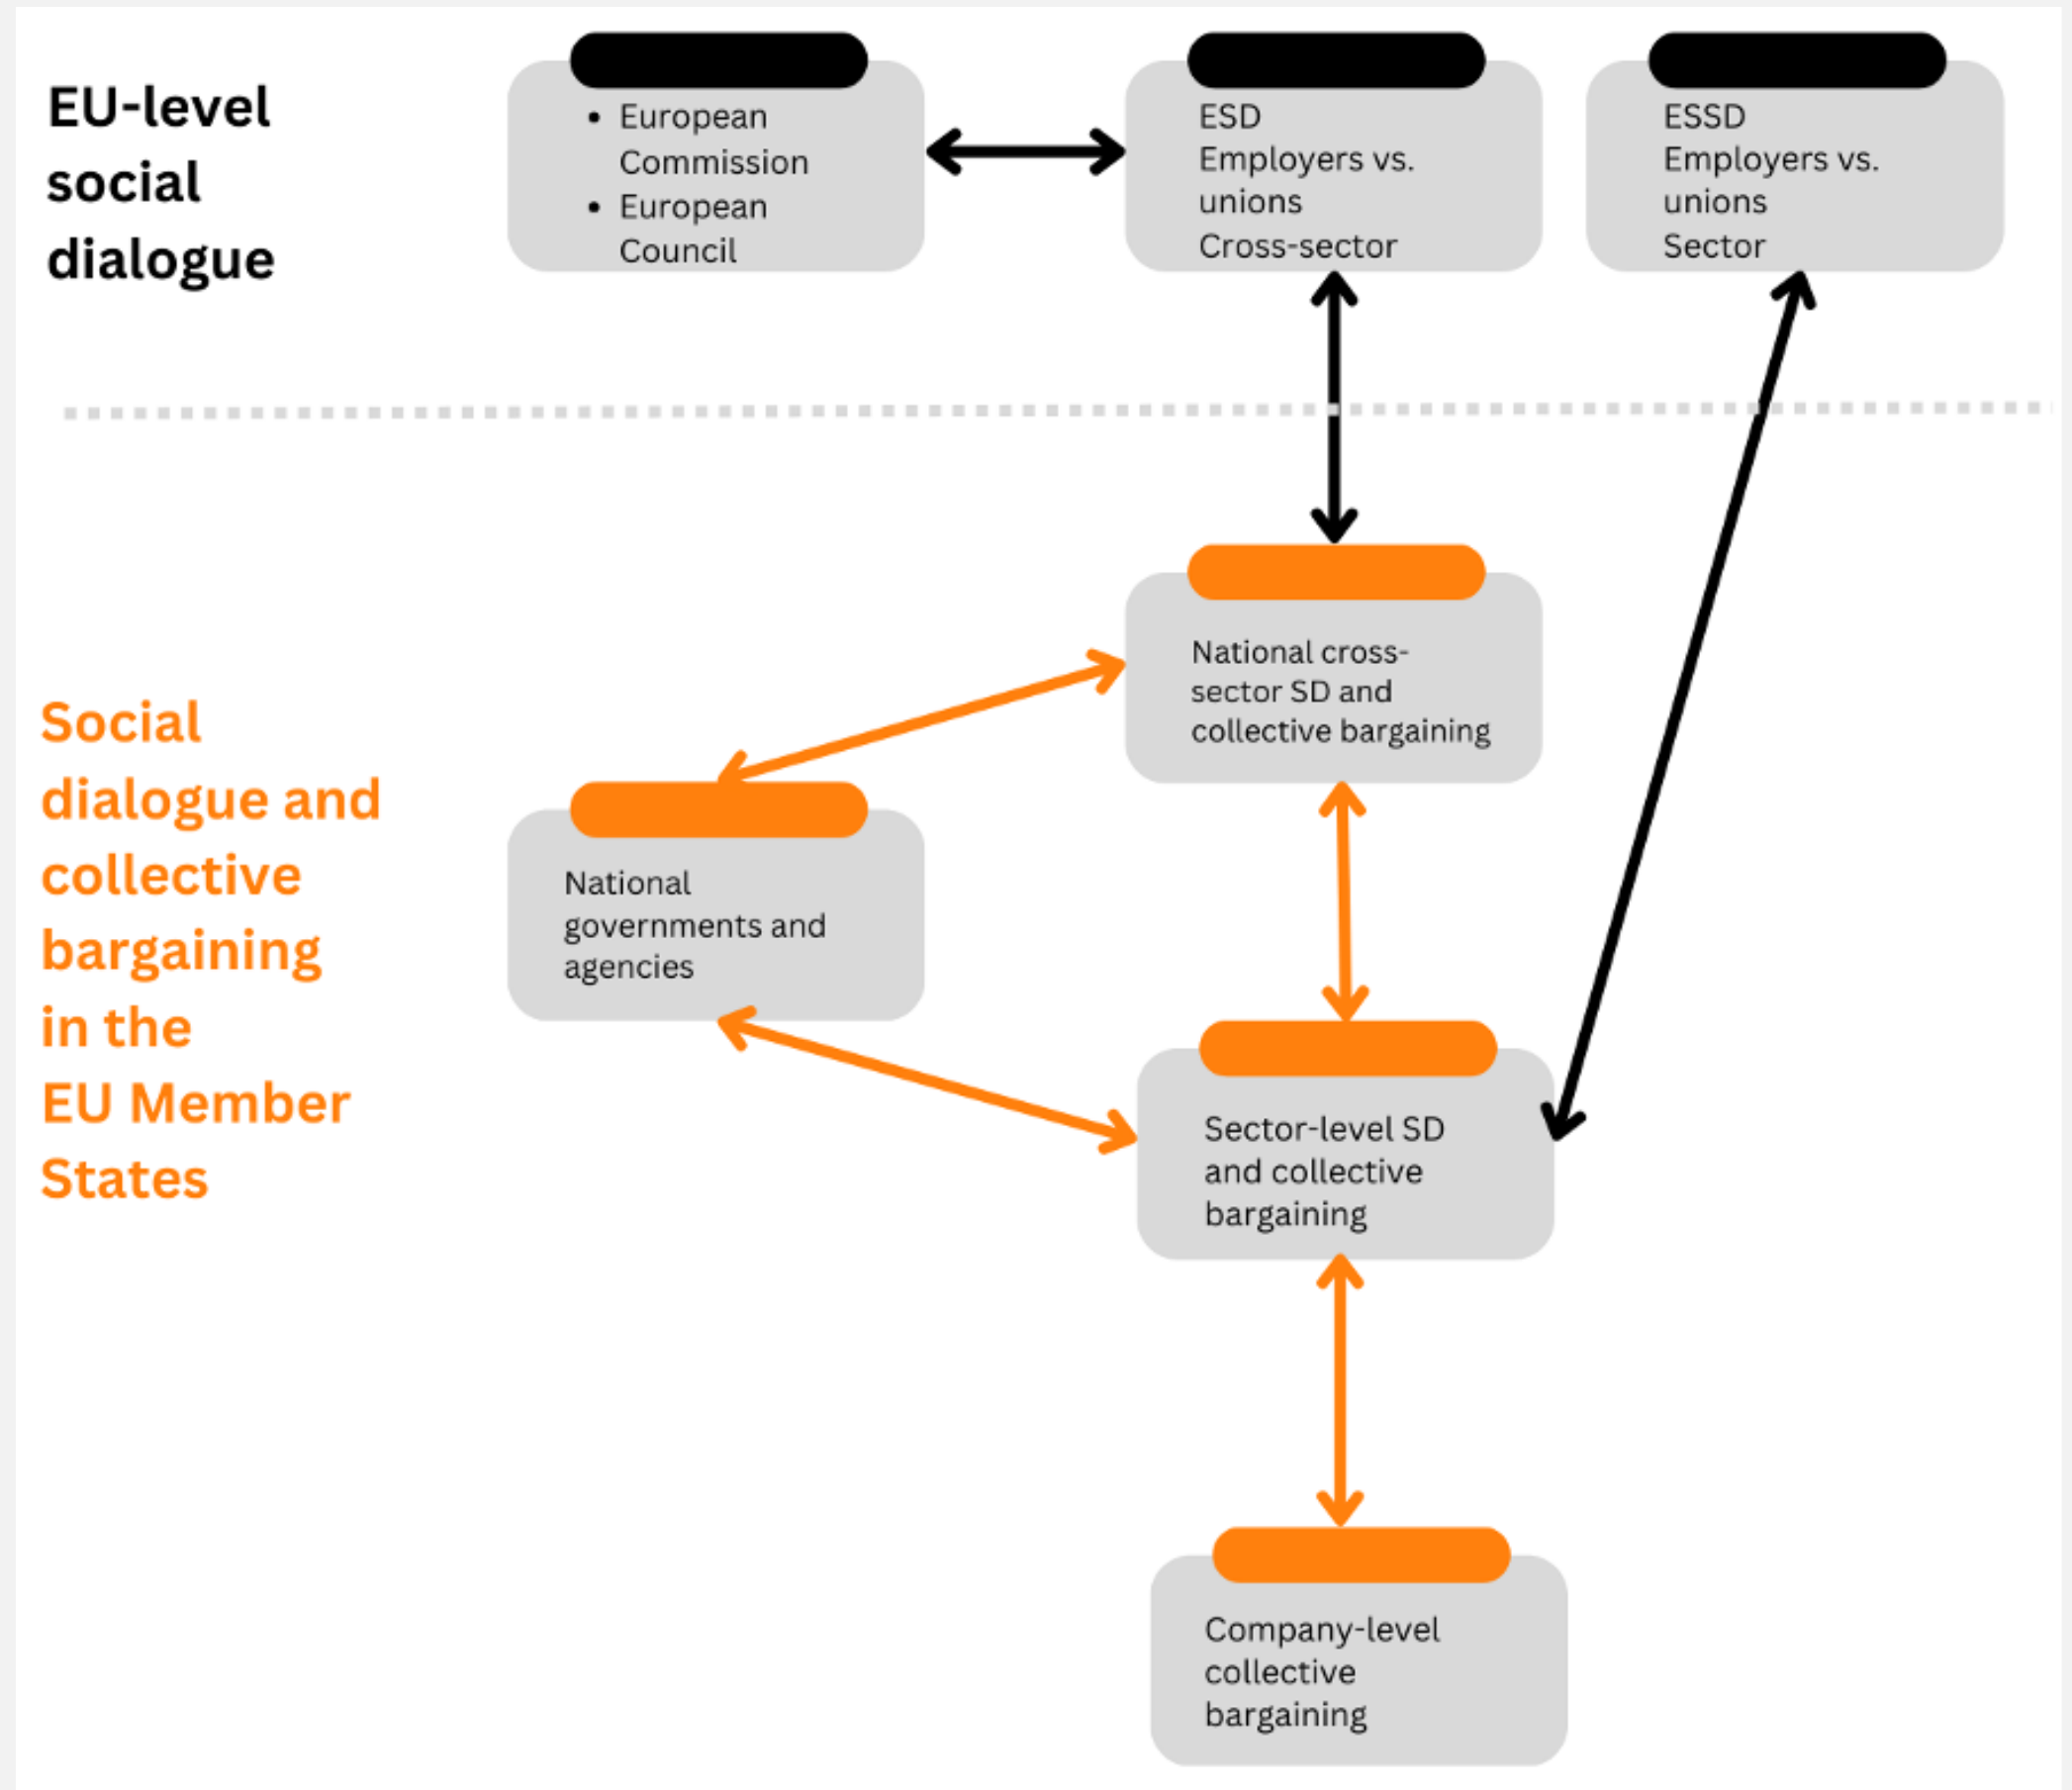 EU-level
social
dialogue
• European
Commission
• European
Council
ESD
Employers vs.
unions
Cross-sector
ESSD
Employers vs.
unions
Sector
Social
dialogue and
collective
bargaining
in the
EU Member
States
National cross-
sector SD and
collective bargaining
National
governments and
agencies
Sector-level SD
and collective
bargaining
Company-level
collective
bargaining